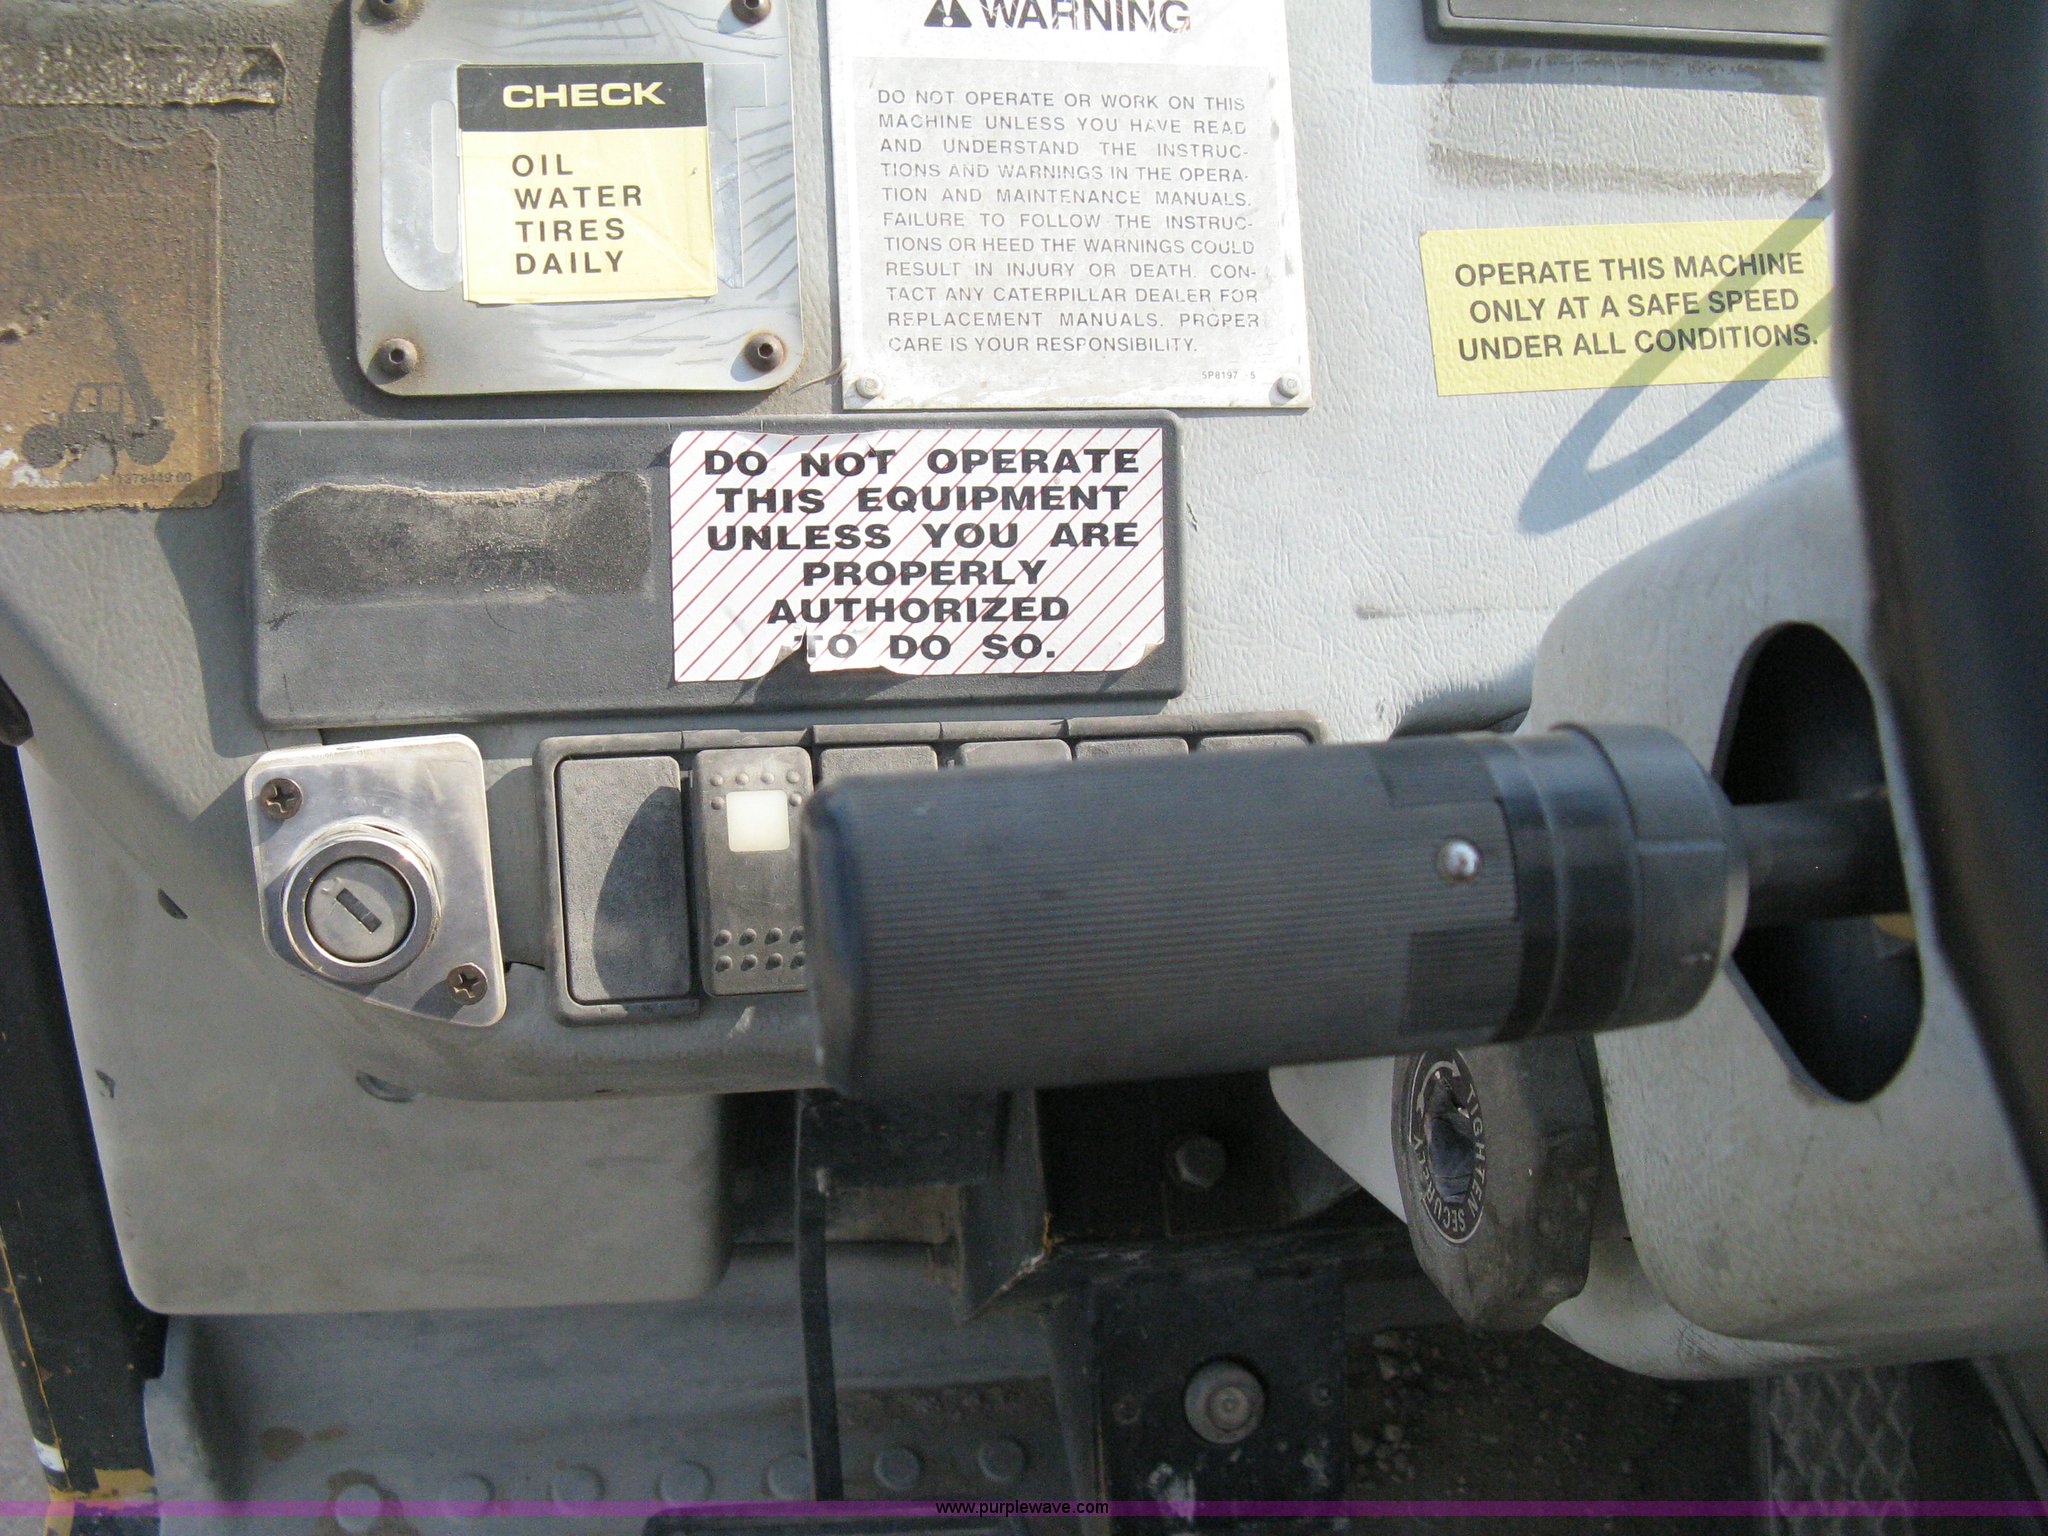 CHECK
OIL
WATER
TIRES
DAILY
WARNING
DO NOT OPERATE OR WORK ON THIS
MACHINE UNLESS YOU HAVE READ
AND UNDERSTAND THE INSTRUC-
TIONS AND WARNINGS IN THE OPERA-
TION AND MAINTENANCE MANUALS.
FAILURE TO FOLLOW THE INSTRUC-
TIONS OR HEED THE WARNINGS COULD
RESULT IN INJURY OR DEATH. CON-
TACT ANY CATERPILLAR DEALER FOR
REPLACEMENT MANUALS. PROPER
CARE IS YOUR RESPONSIBILITY.
5P8197 5
OPERATE THIS MACHINE
ONLY AT A SAFE SPEED
UNDER ALL CONDITIONS.
DO NOT OPERATE
THIS EQUIPMENT
UNLESS YOU ARE
PROPERLY
AUTHORIZED
TO DO SO.
TIGHTEN SECURELY
www.purplewave.com